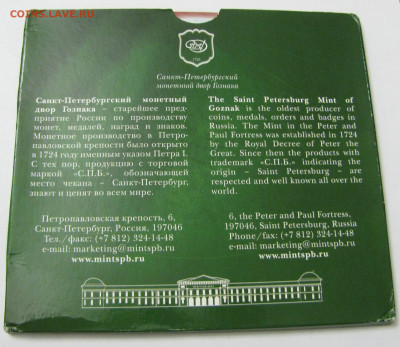 COINS.LAVE.RU
Санкт-Петербургский
монетный двор Гознака
Санкт-Петербургский монетный
двор Гознака – старейшее пред-
приятие России по производству
монет, медалей, наград и знаков.
Монетное производство в Петро-
павловской крепости было открыто
в 1724 году именным указом Петра I.
С тех пор, продукцию с торговой
маркой «С.П.Б.», обозначающей
место чекана – Санкт-Петербург,
знают и ценят во всем мире.
Петропавловская крепость, 6,
Санкт-Петербург, Россия, 197046
Тел./факс: (+7 812) 324-14-48
e-mail: marketing@mintspb.ru
www.mintspb.ru
The Saint Petersburg Mint of
Goznak is the oldest producer of
coins, medals, orders and badges in
Russia. The Mint in the Peter and
Paul Fortress was established in 1724
by the Royal Decree of Peter the
Great. Since then the products with
trademark «С.П.Б.» indicating the
origin – Saint Petersburg – are
respected and well known all over the
world.
6, the Peter and Paul Fortress,
197046, Saint Petersburg, Russia
Phone/fax: (+7 812) 324-14-48
e-mail: marketing@mintspb.ru
www.mintspb.ru